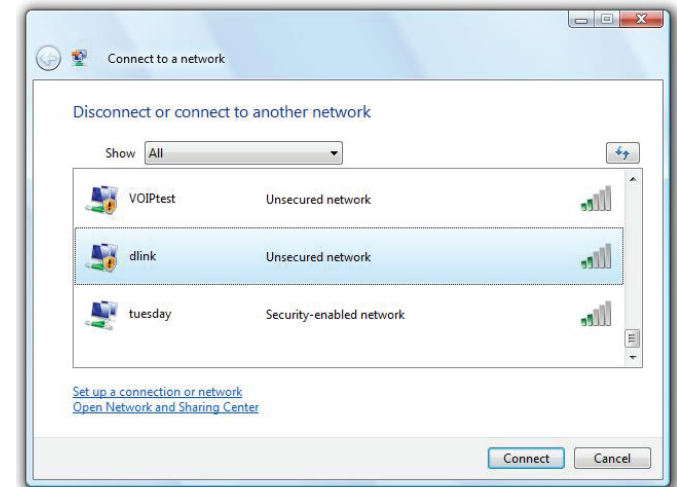 Connect to a network
Disconnect or connect to another network
Show All
VOIPtest Unsecured network
dlink Unsecured network
tuesday Security-enabled network
Set up a connection or network
Open Network and Sharing Center
Connect Cancel